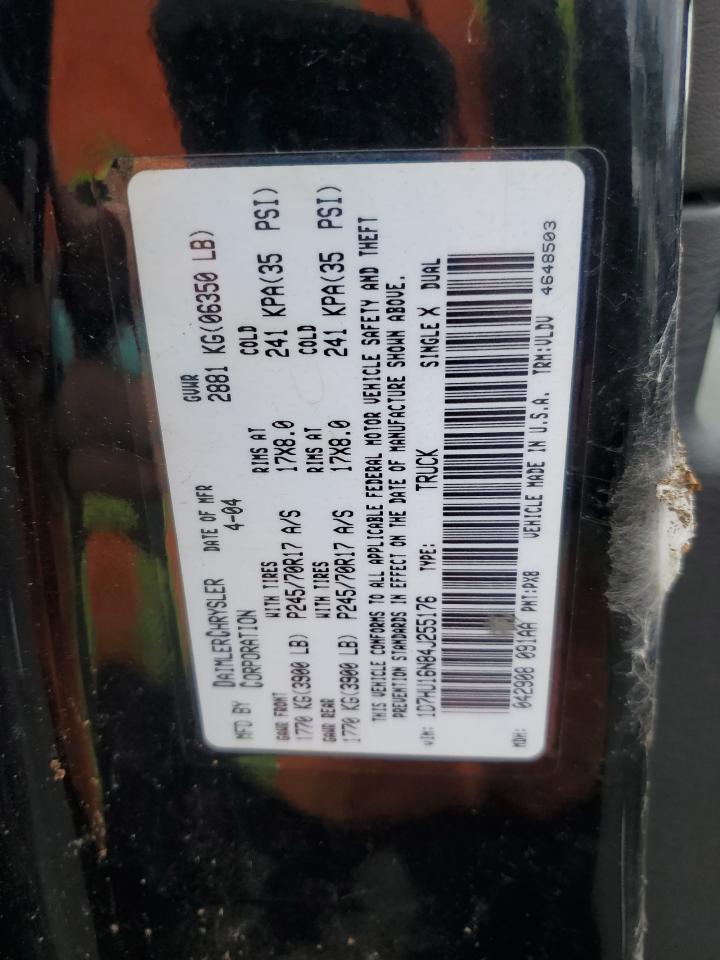 MFD BY DAIMLERCHRYSLER CORPORATION DATE OF MFR 4-04 GVWR 2881 KG(06350 LB)
GAWR FRONT WITH TIRES RIMS AT COLD
1770 KG(3900 LB) P245/70R17 A/S 17X8.0 241 KPA(35 PSI)
GAWR REAR WITH TIRES RIMS AT COLD
1770 KG(3900 LB) P245/70R17 A/S 17X8.0 241 KPA(35 PSI)
THIS VEHICLE CONFORMS TO ALL APPLICABLE FEDERAL MOTOR VEHICLE SAFETY AND THEFT
PREVENTION STANDARDS IN EFFECT ON THE DATE OF MANUFACTURE SHOWN ABOVE.
VIN: 1D7HU16N84J255176 TYPE: TRUCK SINGLE X DUAL
MDH: 042908 091AA PNT:PX8 VEHICLE MADE IN U.S.A. TRM:VLDV 4648503